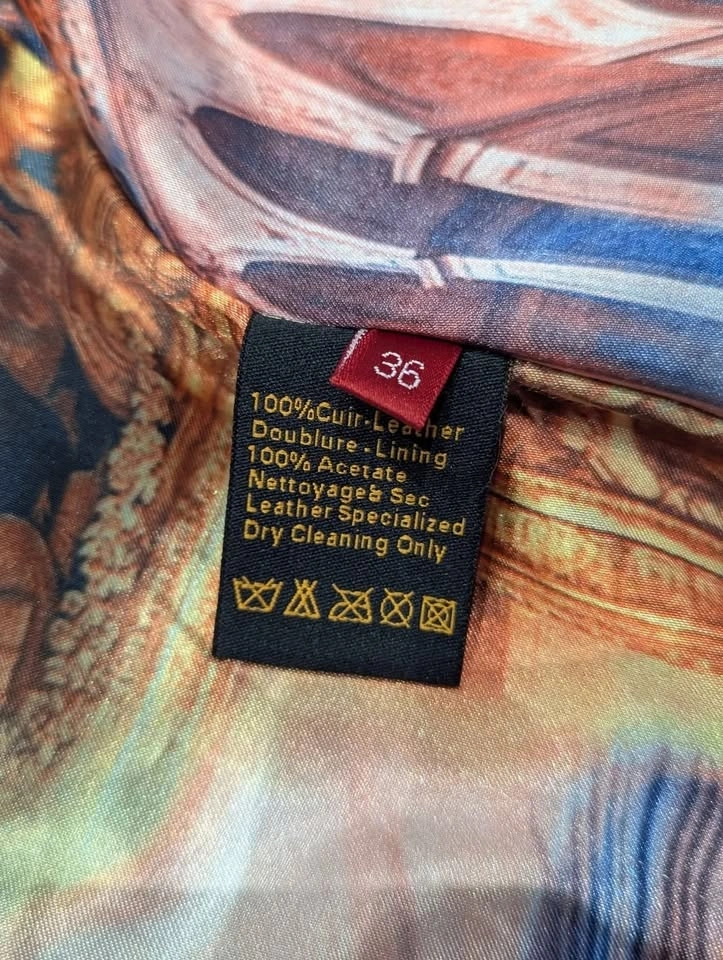 36
100%Cuir-Leather
Doublure - Lining
100% Acetate
Nettoyage& Sec
Leather Specialized
Dry Cleaning Only